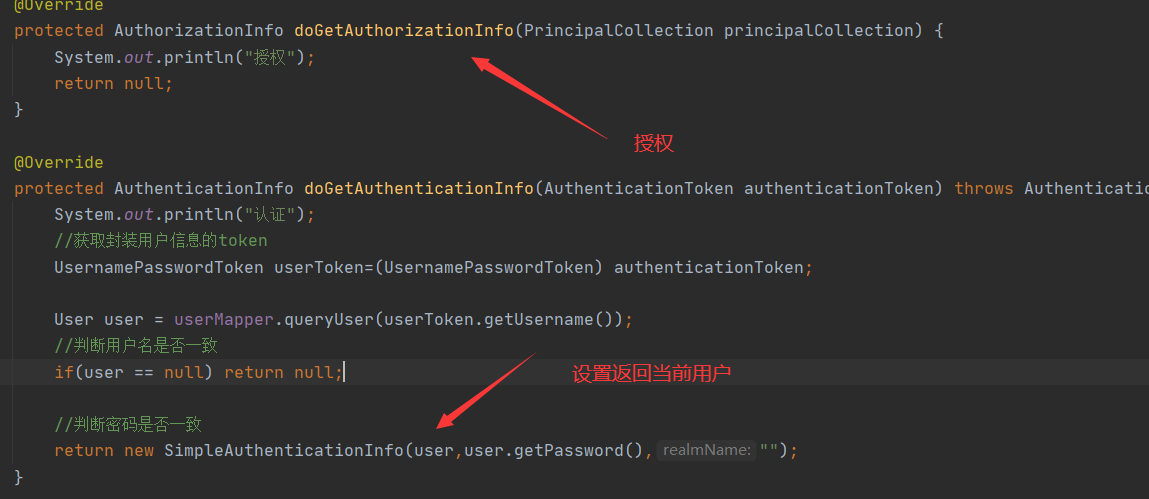 @Override
protected AuthorizationInfo doGetAuthorizationInfo(PrincipalCollection principalCollection) {
System.out.println("授权");
return null;
}
授权
@Override
protected AuthenticationInfo doGetAuthenticationInfo(AuthenticationToken authenticationToken) throws Authenticatio
System.out.println("认证");
//获取封装用户信息的token
UsernamePasswordToken userToken=(UsernamePasswordToken) authenticationToken;
User user = userMapper.queryUser(userToken.getUsername());
//判断用户名是否一致
if(user == null) return null;
设置返回当前用户
//判断密码是否一致
return new SimpleAuthenticationInfo(user,user.getPassword(), realmName: "");
}